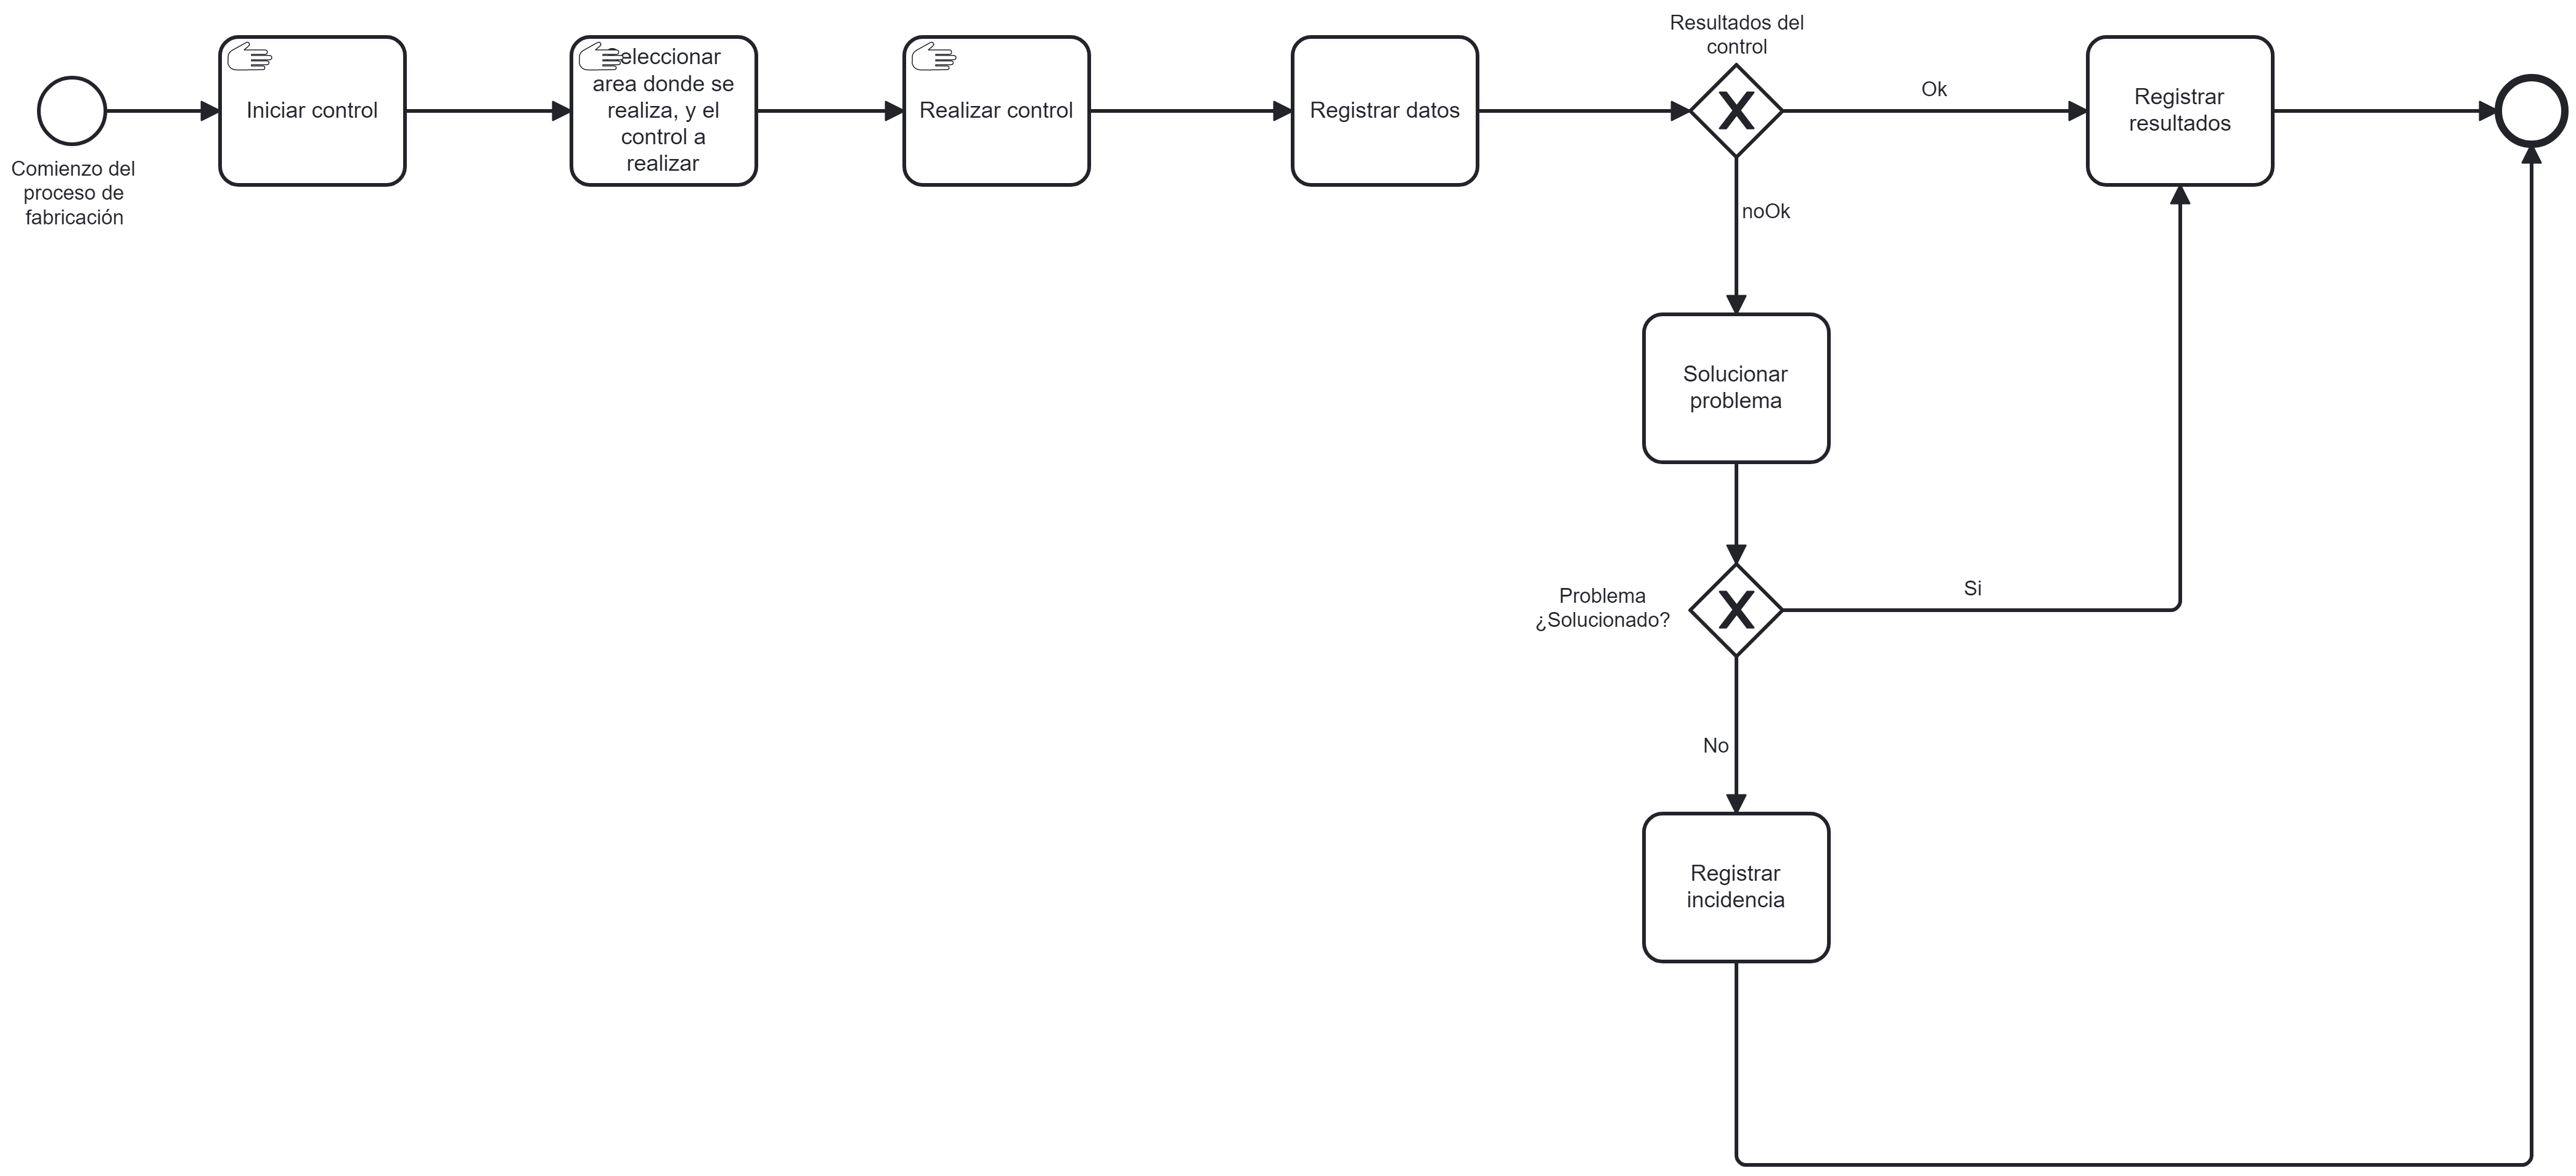 Comienzo del
proceso de
fabricación
Iniciar control
eleccionar
area donde se
realiza, y el
control a
realizar
Realizar control
Registrar datos
Resultados del
control
Ok
noOk
Registrar
resultados
Solucionar
problema
Problema
¿Solucionado?
Si
No
Registrar
incidencia